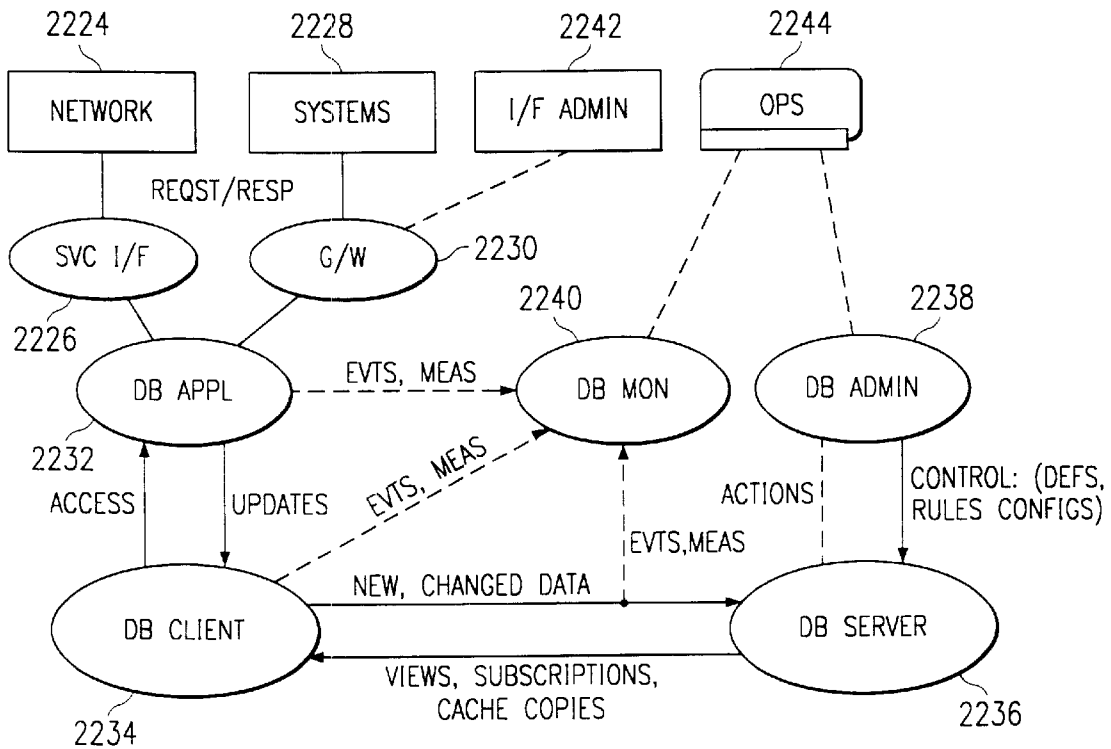 2224
2228
2242
2244
NETWORK
SYSTEMS
I/F ADMIN
OPS
REQST/RESP
SVC I/F
G/W
2230
2226
2240
2238
DB APPL
EVTS, MEAS
DB MON
DB ADMIN
2232
ACCESS
UPDATES
EVTS, MEAS
ACTIONS
CONTROL: (DEFS,
RULES CONFIGS)
EVTS,MEAS
NEW, CHANGED DATA
DB CLIENT
DB SERVER
VIEWS, SUBSCRIPTIONS,
CACHE COPIES
2234
2236